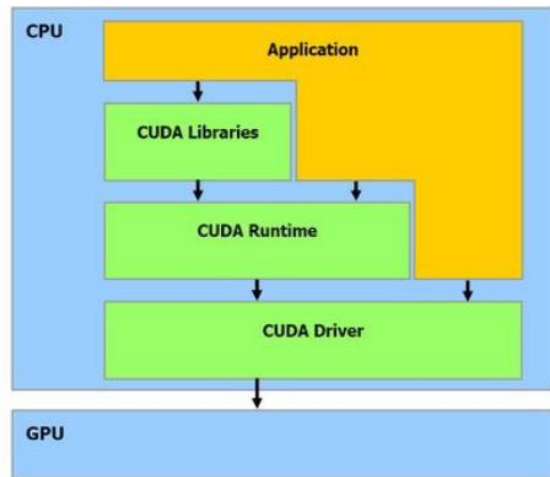 CPU
Application
CUDA Libraries
CUDA Runtime
CUDA Driver
GPU